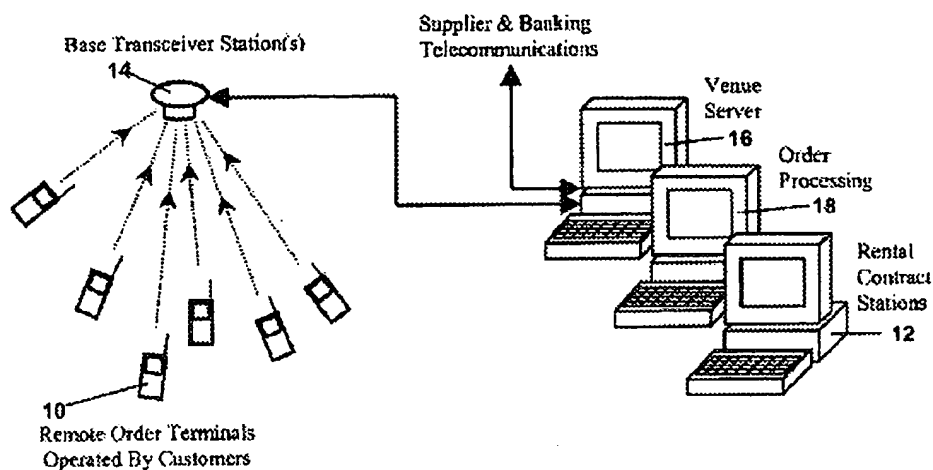 Supplier & Banking
Telecommunications
Base Transceiver Station(s)
14
Venue
Server
16
Order
Processing
18
Rental
Contract
Stations
12
10
Remote Order Terminals
Operated By Customers